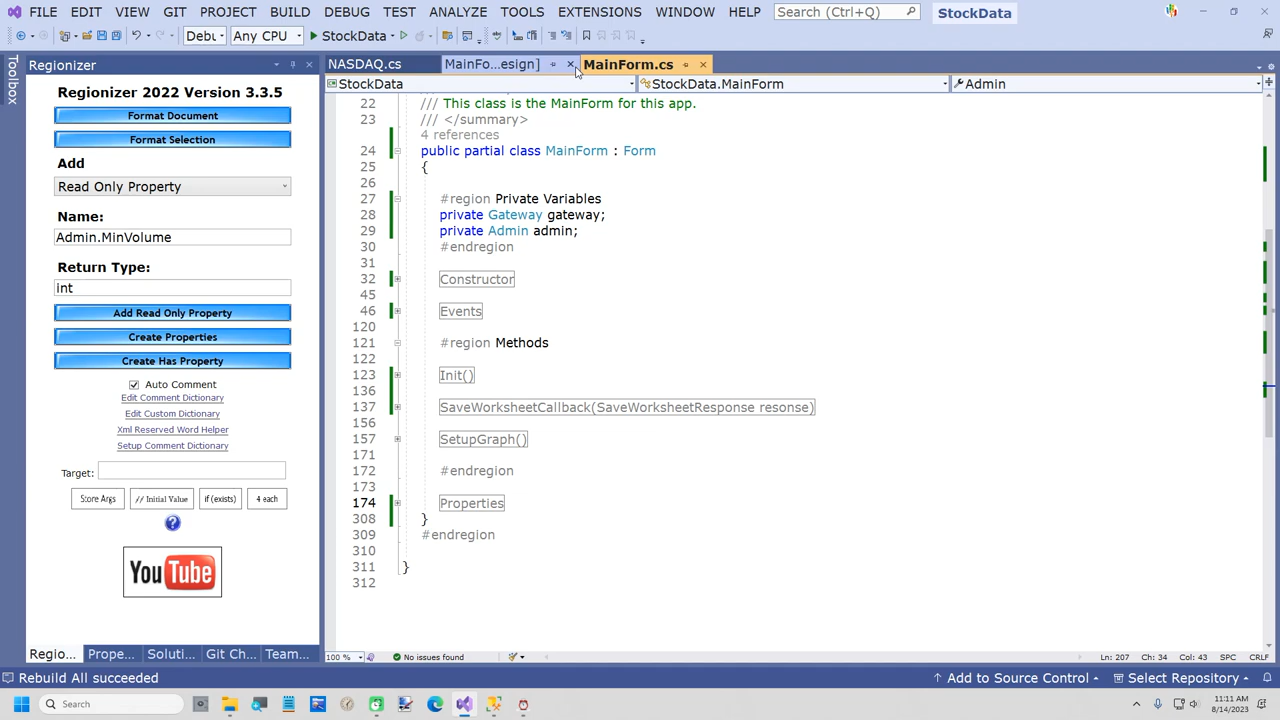 FILE EDIT VIEW GIT PROJECT BUILD DEBUG TEST ANALYZE TOOLS EXTENSIONS WINDOW HELP Search (Ctrl+Q) StockData
Debu Any CPU StockData
Toolbox
Regionizer
Regionizer 2022 Version 3.3.5
Format Document
Format Selection
Add
Read Only Property
Name:
Admin.MinVolume
Return Type:
int
Add Read Only Property
Create Properties
Create Has Property
Auto Comment
Edit Comment Dictionary
Edit Custom Dictionary
Xml Reserved Word Helper
Setup Comment Dictionary
Target:
Store Args // Initial Value if (exists) 4 each
You Tube
Regio... Prope... Soluti... Git Ch... Team...
NASDAQ.cs MainFo...esign] MainForm.cs
StockData StockData.MainForm Admin
22 /// This class is the MainForm for this app.
23 /// </summary>
4 references
24 public partial class MainForm : Form
25 {
26
27 #region Private Variables
28 private Gateway gateway;
29 private Admin admin;
30 #endregion
31
32 Constructor
45
46 Events
120
121 #region Methods
122
123 Init()
136
137 SaveWorksheetCallback(SaveWorksheetResponse resonse)
156
157 SetupGraph()
171
172 #endregion
173
174 Properties
308 }
309 #endregion
310
311 }
312
100 % No issues found Ln: 207 Ch: 34 Col: 43 SPC CRLF
Rebuild All succeeded Add to Source Control Select Repository
Search 11:11 AM
8/14/2023